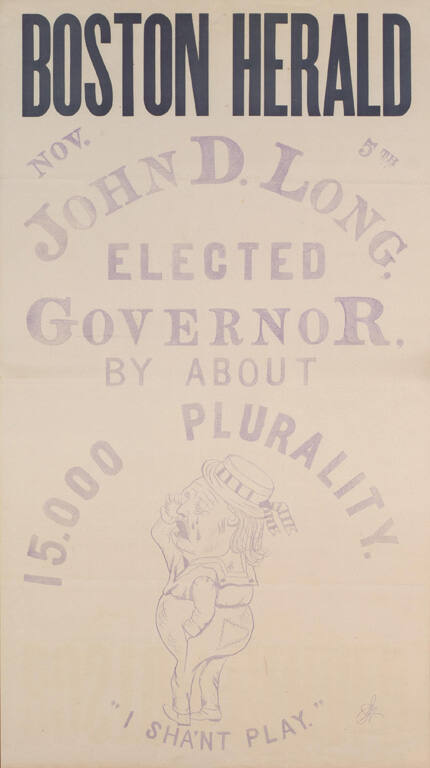 BOSTON HERALD
NOV. 5TH
JOHN D. LONG,
ELECTED
GOVERNOR,
BY ABOUT
15.000 PLURALITY.
"I SHA'NT PLAY."